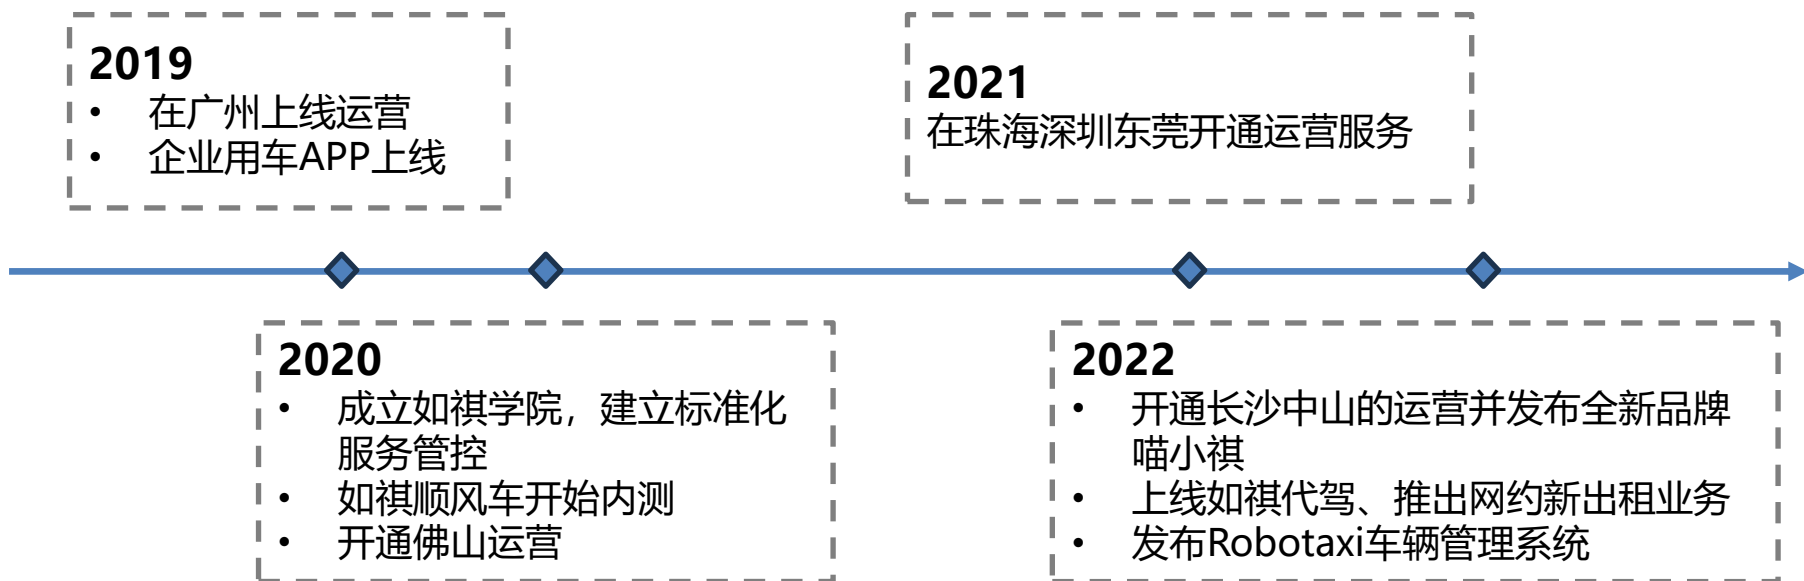 2019
• 在广州上线运营
• 企业用车APP上线
2020
• 成立如祺学院，建立标准化
服务管控
• 如祺顺风车开始内测
• 开通佛山运营
2021
在珠海深圳东莞开通运营服务
2022
• 开通长沙中山的运营并发布全新品牌
喵小祺
• 上线如祺代驾、推出网约新出租业务
• 发布Robotaxi车辆管理系统